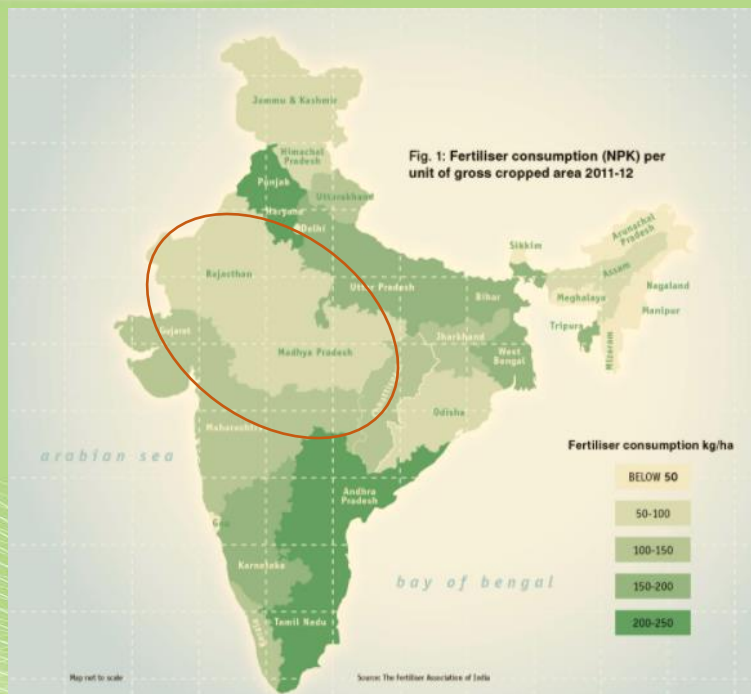 Jammu & Kashmir
Himachal
Pradesh
Fig. 1: Fertiliser consumption (NPK) per
unit of gross cropped area 2011-12
Punjab
Uttarakhand
Haryana
Delhi
Sikkim
Arunachal
Pradesh
Rajasthan
Uttar Pradesh
Bihar
Assam
Nagaland
Meghalaya
Manipur
Gujarat
Jharkhand
Tripura
Mizoram
Madhya Pradesh
West
Bengal
Odisha
Maharashtra
arabian sea
Fertiliser consumption kg/ha
BELOW 50
Andhra
Pradesh
50-100
Goa
100-150
Karnataka
bay of bengal
150-200
Tamil Nadu
Kerala
200-250
Map not to scale
Source: The Fertiliser Association of India